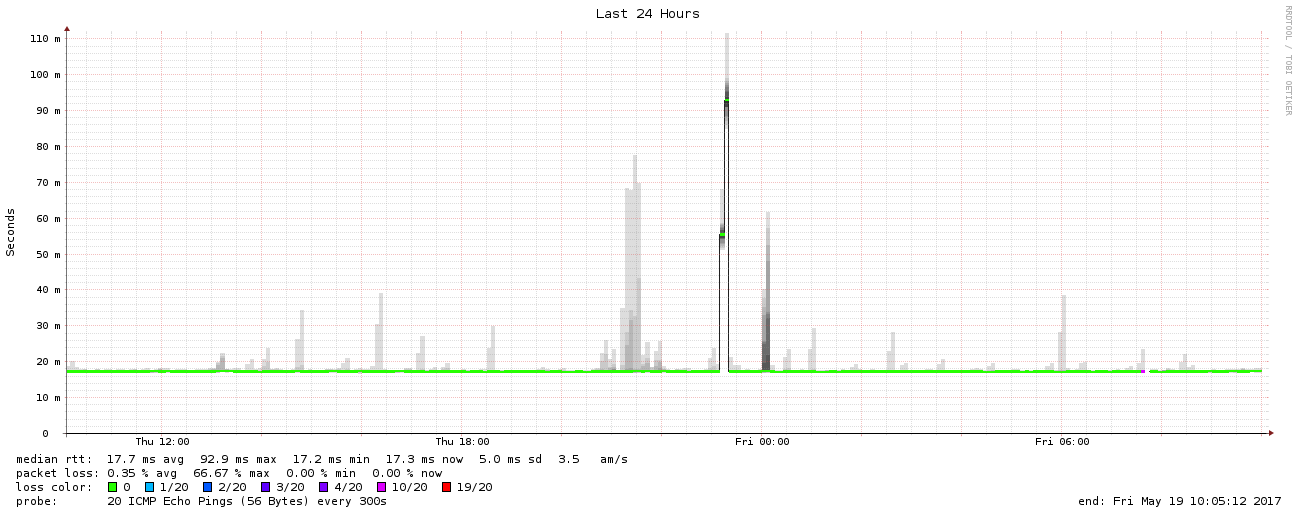 Last 24 Hours
RRDTOOL / TOBI OETIKER
Seconds
110 m
100 m
90 m
80 m
70 m
60 m
50 m
40 m
30 m
20 m
10 m
0
Thu 12:00 Thu 18:00 Fri 00:00 Fri 06:00
median rtt: 17.7 ms avg 92.9 ms max 17.2 ms min 17.3 ms now 5.0 ms sd 3.5 am/s
packet loss: 0.35 % avg 66.67 % max 0.00 % min 0.00 % now
loss color: 0 1/20 2/20 3/20 4/20 10/20 19/20
probe: 20 ICMP Echo Pings (56 Bytes) every 300s end: Fri May 19 10:05:12 2017